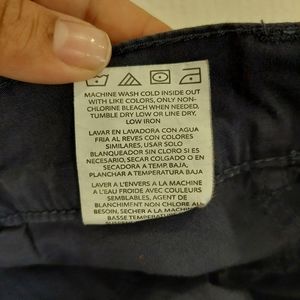 MACHINE WASH COLD INSIDE OUT
WITH LIKE COLORS, ONLY NON-
CHLORINE BLEACH WHEN NEEDED,
TUMBLE DRY LOW OR LINE DRY,
LOW IRON
LAVAR EN LAVADORA CON AGUA
FRIA AL REVES CON COLORES
SIMILARES, USAR SOLO
BLANQUEADOR SIN CLORO SI ES
NECESARIO, SECAR COLGADO O EN
SECADORA A TEMP. BAJA,
PLANCHAR A TEMPERATURA BAJA
LAVER A L'ENVERS A LA MACHINE
A L'EAU FROIDE AVEC COULEURS
SEMBLABLES, AGENT DE
BLANCHIMENT NON CHLORE AU
BESOIN, SECHER A LA MACHINE
BASSE TEMPERATURE